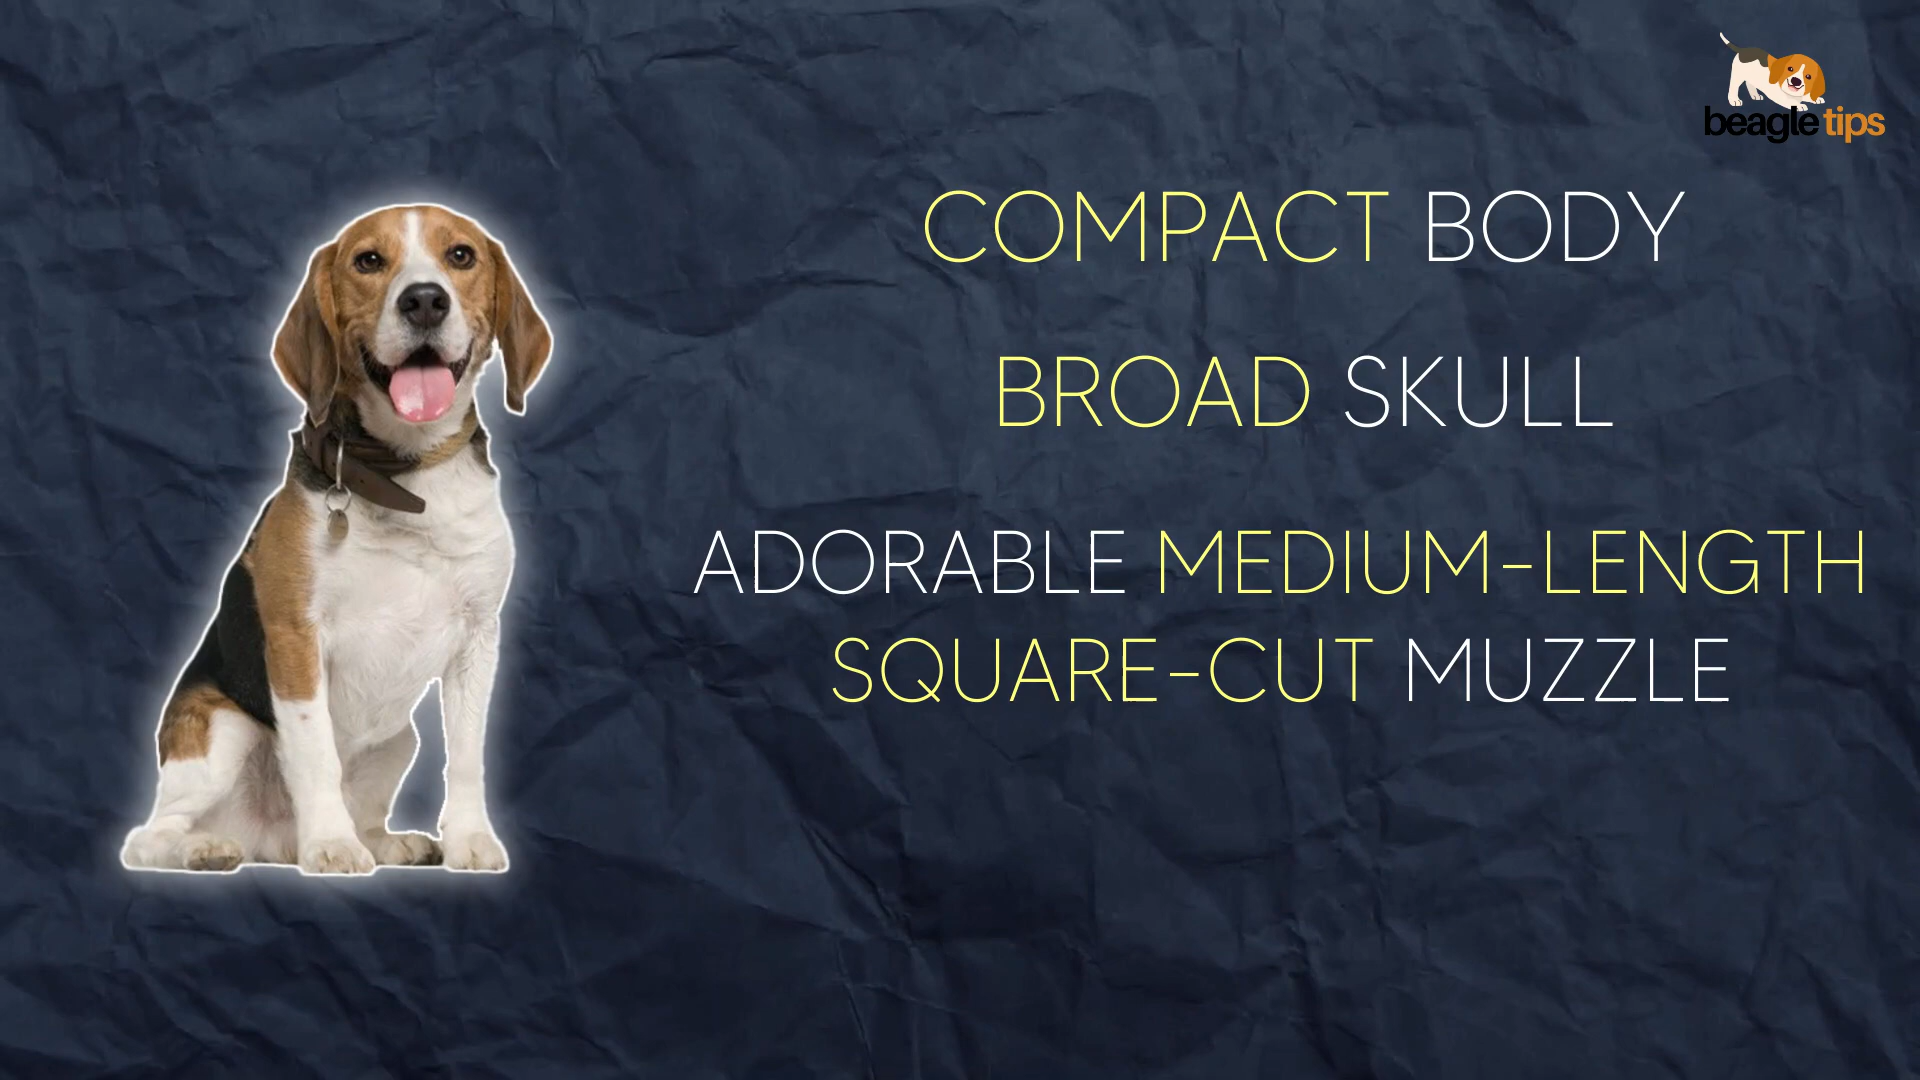 beagle tips
COMPACT BODY
BROAD SKULL
ADORABLE MEDIUM-LENGTH
SQUARE-CUT MUZZLE